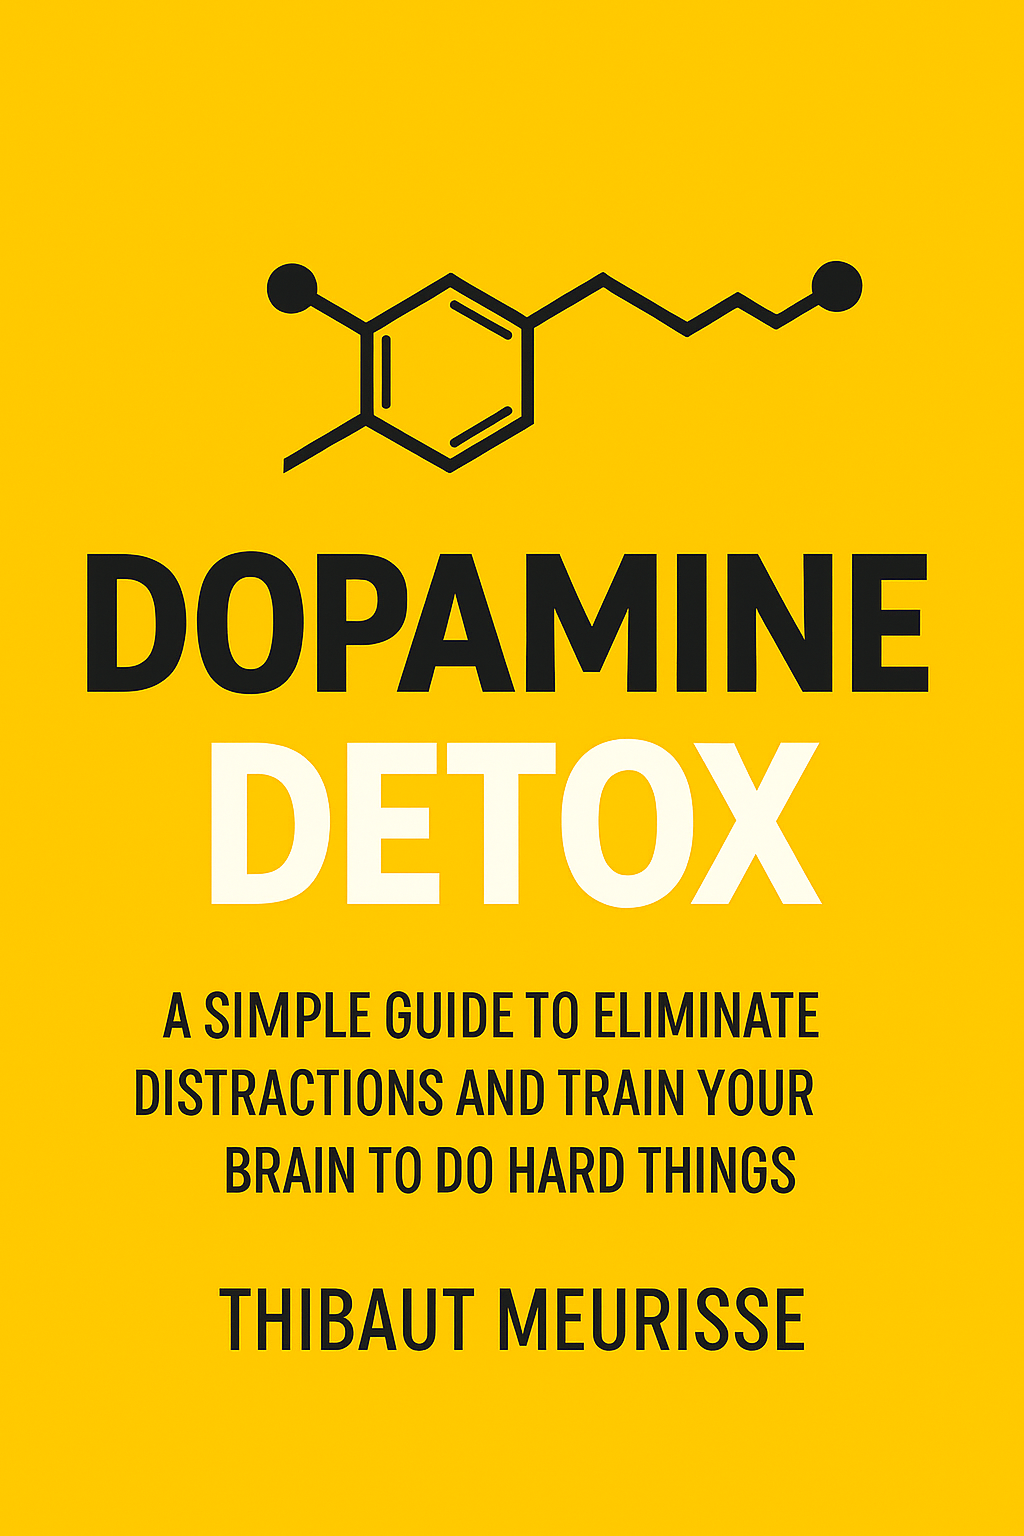 DOPAMINE
DETOX
A SIMPLE GUIDE TO ELIMINATE
DISTRACTIONS AND TRAIN YOUR
BRAIN TO DO HARD THINGS
THIBAUT MEURISSE